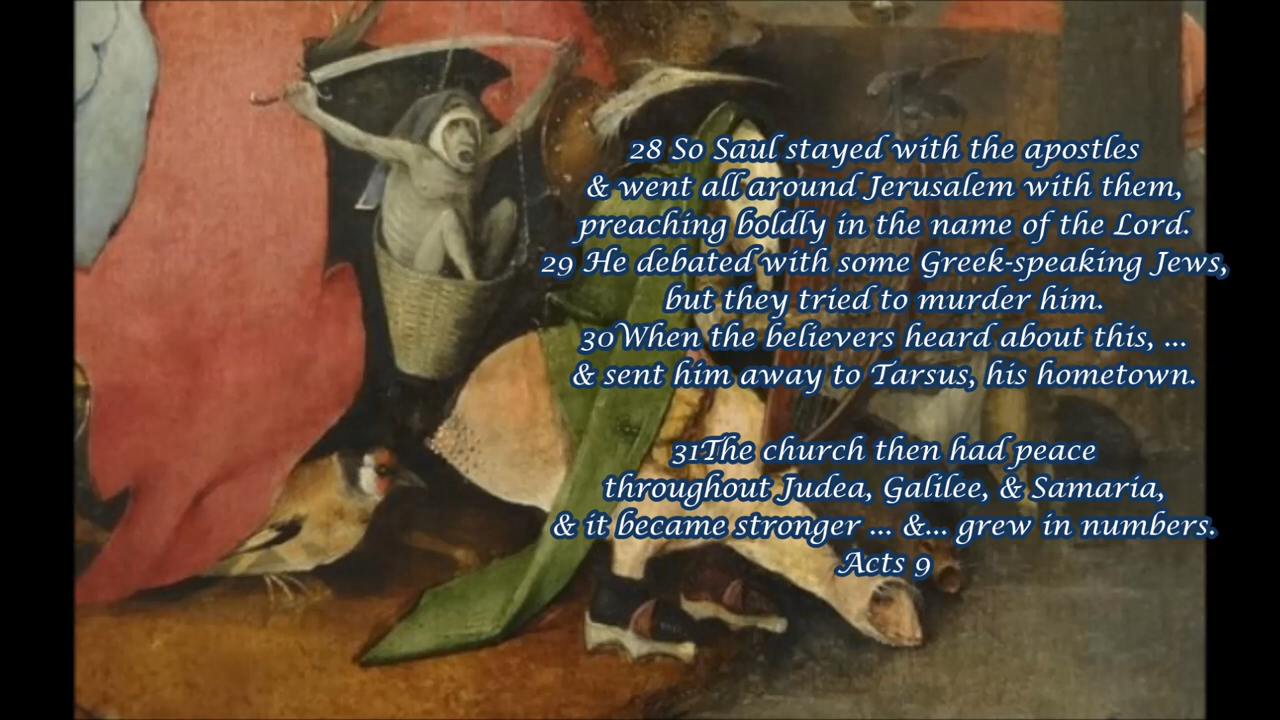 28 So Saul stayed with the apostles
& went all around Jerusalem with them,
preaching boldly in the name of the Lord.
29 He debated with some Greek-speaking Jews,
but they tried to murder him.
30When the believers heard about this, ...
& sent him away to Tarsus, his hometown.
31The church then had peace
throughout Judea, Galilee, & Samaria,
& it became stronger ... &... grew in numbers.
Acts 9